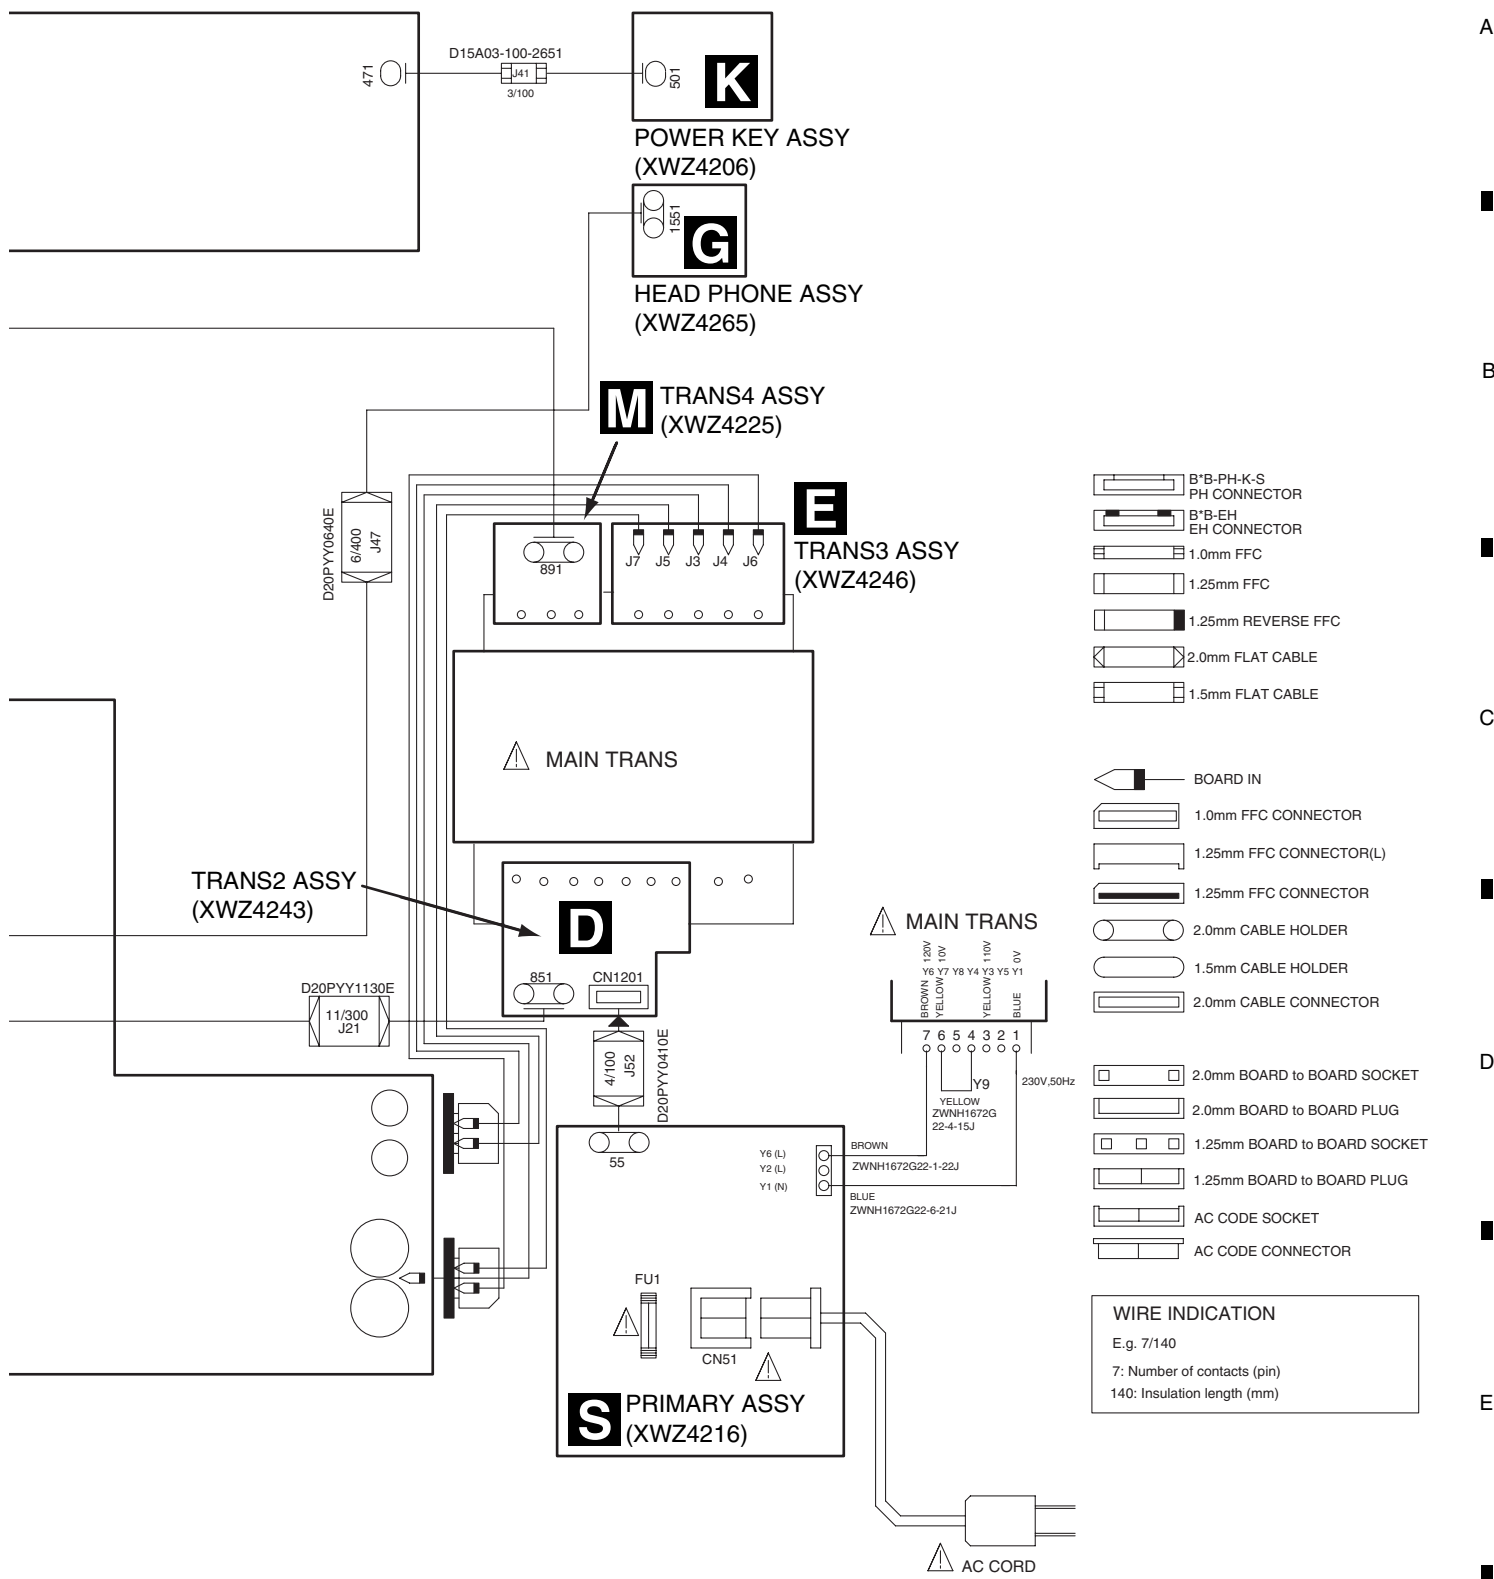 A
D15A03-100-2651
471
J41
3/100
501
K
POWER KEY ASSY
(XWZ4206)
1551
G
HEAD PHONE ASSY
(XWZ4265)
B
M
TRANS4 ASSY
(XWZ4225)
D20PYY0640E
6/400
J47
891
J7 J5 J3 J4 J6
E
TRANS3 ASSY
(XWZ4246)
B*B-PH-K-S
PH CONNECTOR
B*B-EH
EH CONNECTOR
1.0mm FFC
1.25mm FFC
1.25mm REVERSE FFC
2.0mm FLAT CABLE
1.5mm FLAT CABLE
C
MAIN TRANS
BOARD IN
1.0mm FFC CONNECTOR
1.25mm FFC CONNECTOR(L)
1.25mm FFC CONNECTOR
2.0mm CABLE HOLDER
1.5mm CABLE HOLDER
2.0mm CABLE CONNECTOR
TRANS2 ASSY
(XWZ4243)
D
851
CN1201
D20PYY1130E
11/300
J21
4/100
J52
D20PYY0410E
MAIN TRANS
120V 10V 110V 0V
Y6 Y7 Y8 Y4 Y3 Y5 Y1
BROWN YELLOW YELLOW BLUE
7 6 5 4 3 2 1
Y9
230V,50Hz
YELLOW
ZWNH1672G
22-4-15J
D
2.0mm BOARD to BOARD SOCKET
2.0mm BOARD to BOARD PLUG
1.25mm BOARD to BOARD SOCKET
1.25mm BOARD to BOARD PLUG
AC CODE SOCKET
AC CODE CONNECTOR
55
Y6 (L)
Y2 (L)
Y1 (N)
BROWN
ZWNH1672G22-1-22J
BLUE
ZWNH1672G22-6-21J
FU1
CN51
S
PRIMARY ASSY
(XWZ4216)
WIRE INDICATION
E.g. 7/140
7: Number of contacts (pin)
140: Insulation length (mm)
E
AC CORD